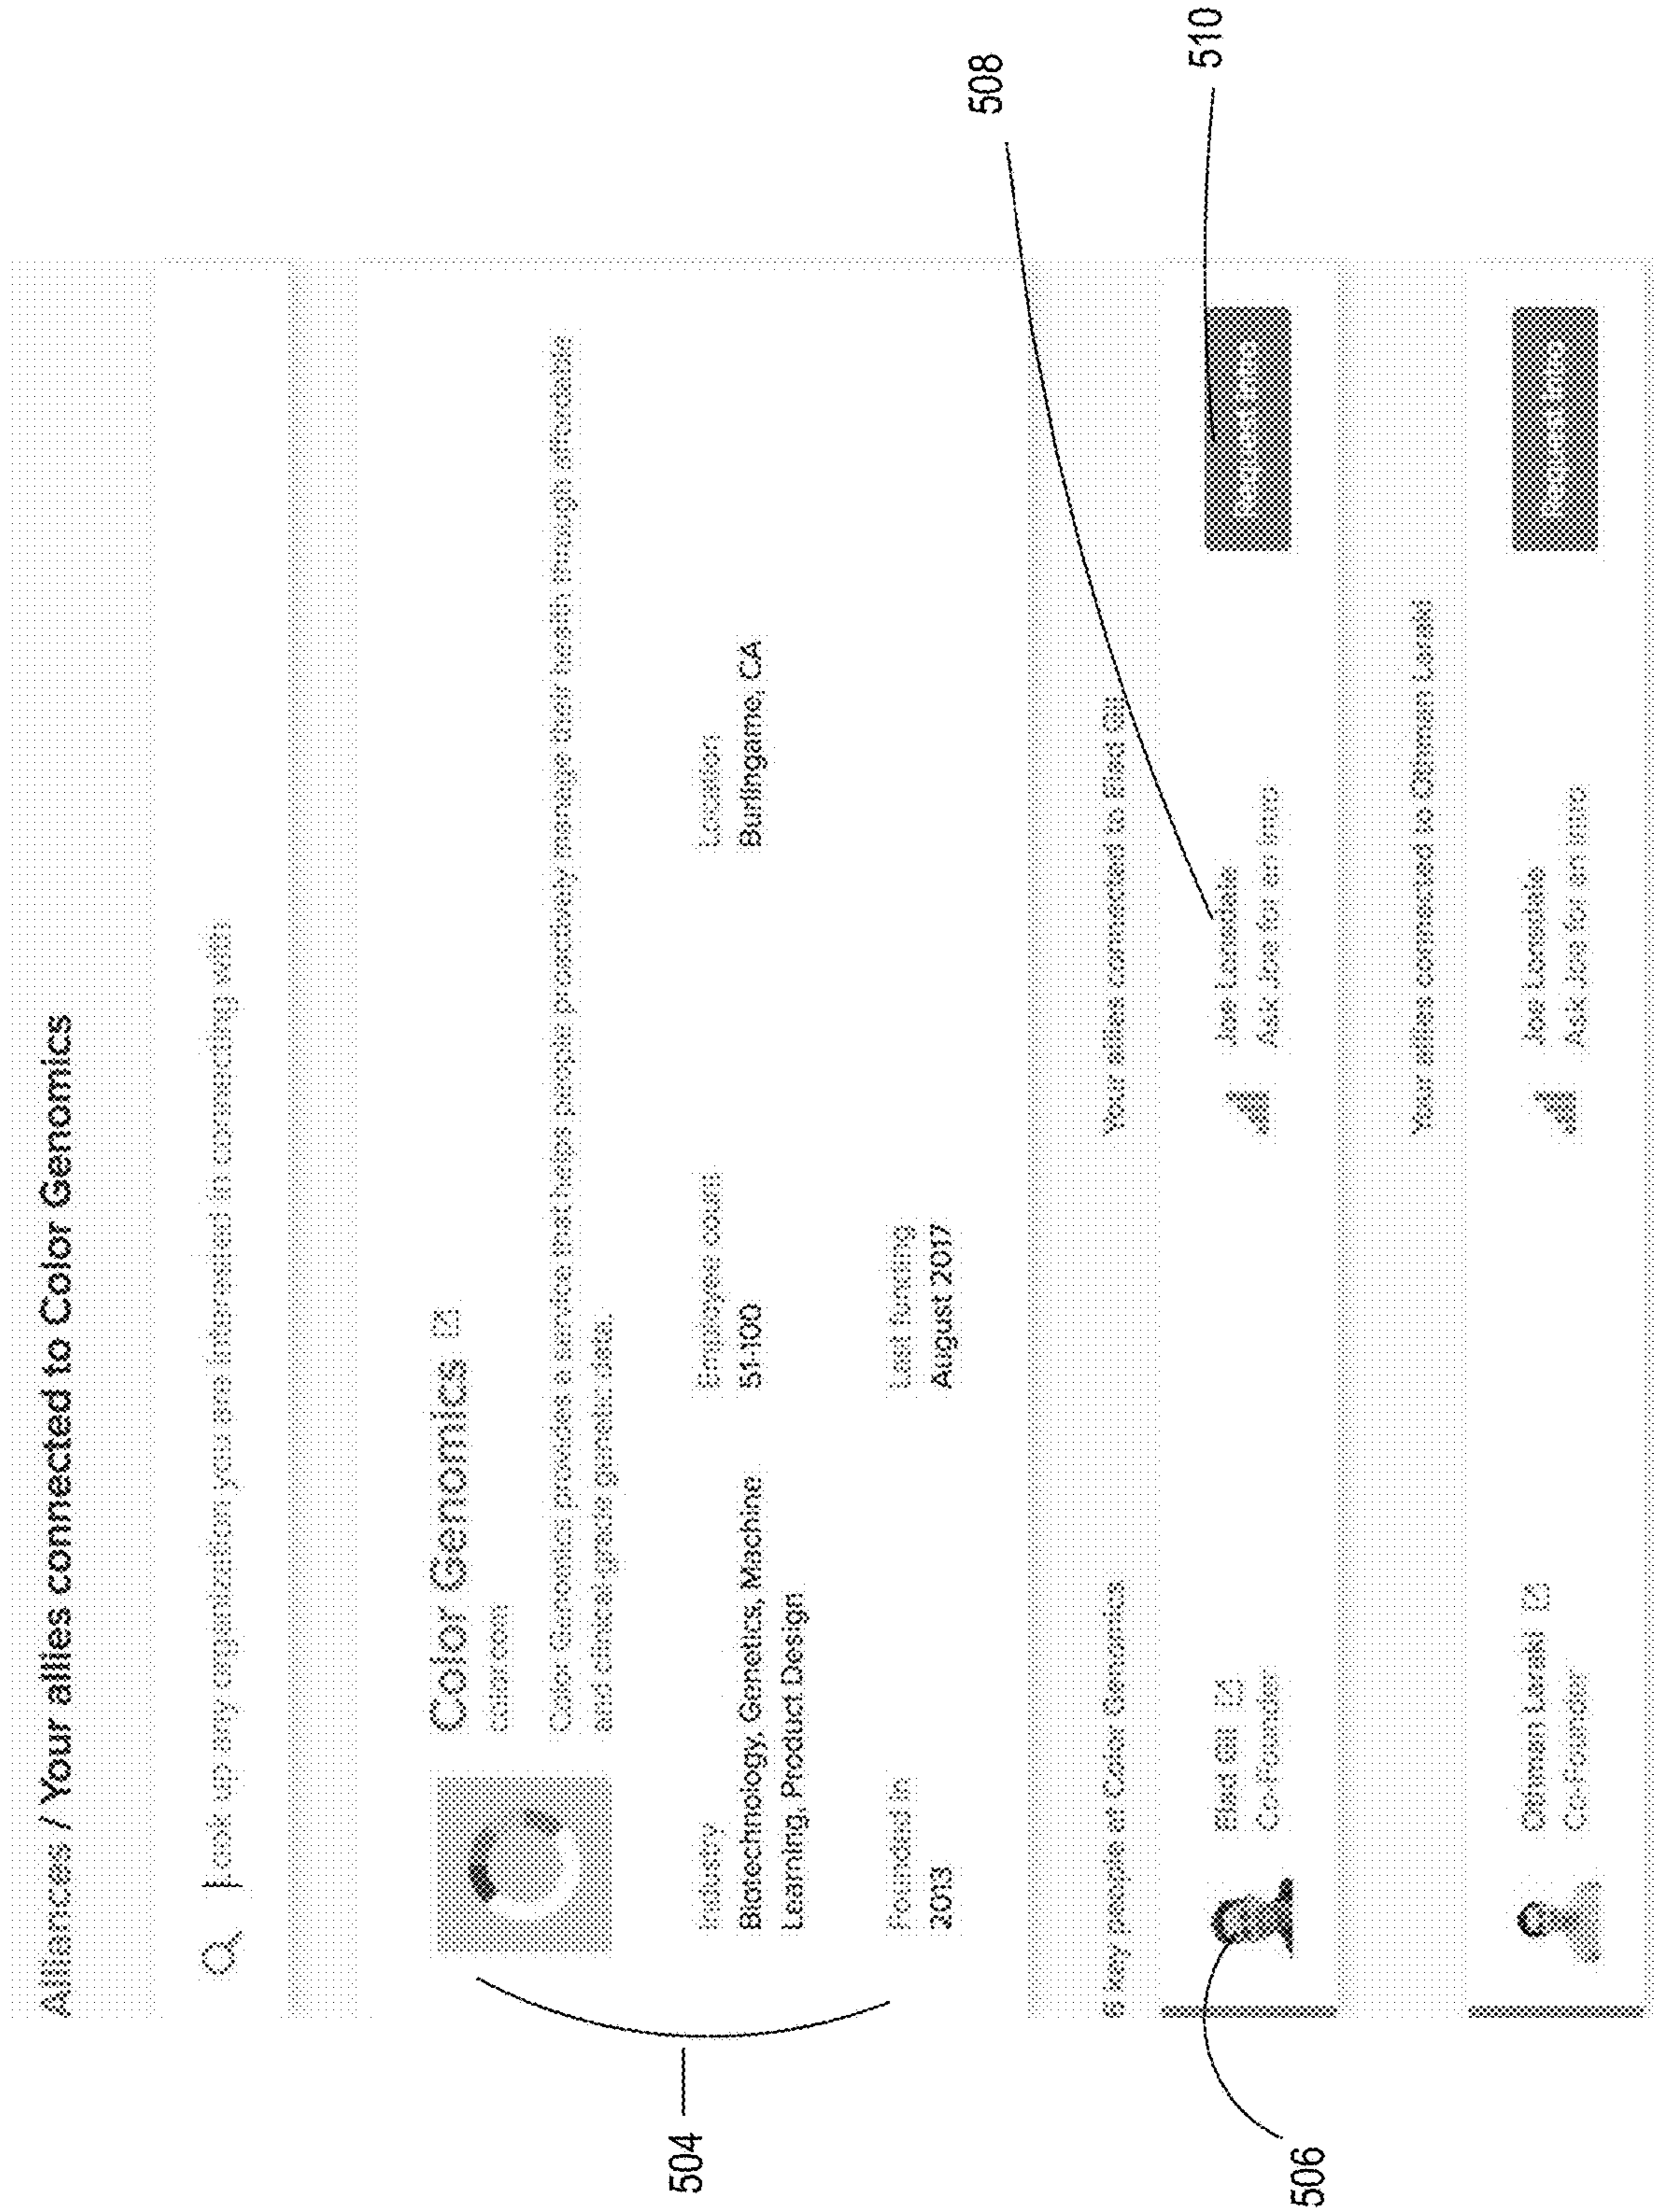 Alliances / Your allies connected to Color Genomics
Look up any organization you are interested in connecting with
Color Genomics
color.com
Color Genomics provides a service that helps people proactively manage their health through affordable
and clinical-grade genetic data.
Industry
Biotechnology, Genetics, Machine
Learning, Product Design
Employee count
51-100
Location
Burlingame, CA
Founded in
2013
Last funding
August 2017
6 key people at Color Genomics
Your allies connected to Elad Gil
Elad Gil
Co-Founder
Joe Lonsdale
Ask Joe for an intro
Your allies connected to Othman Laraki
Othman Laraki
Co-Founder
Joe Lonsdale
Ask Joe for an intro
504
506
508
510